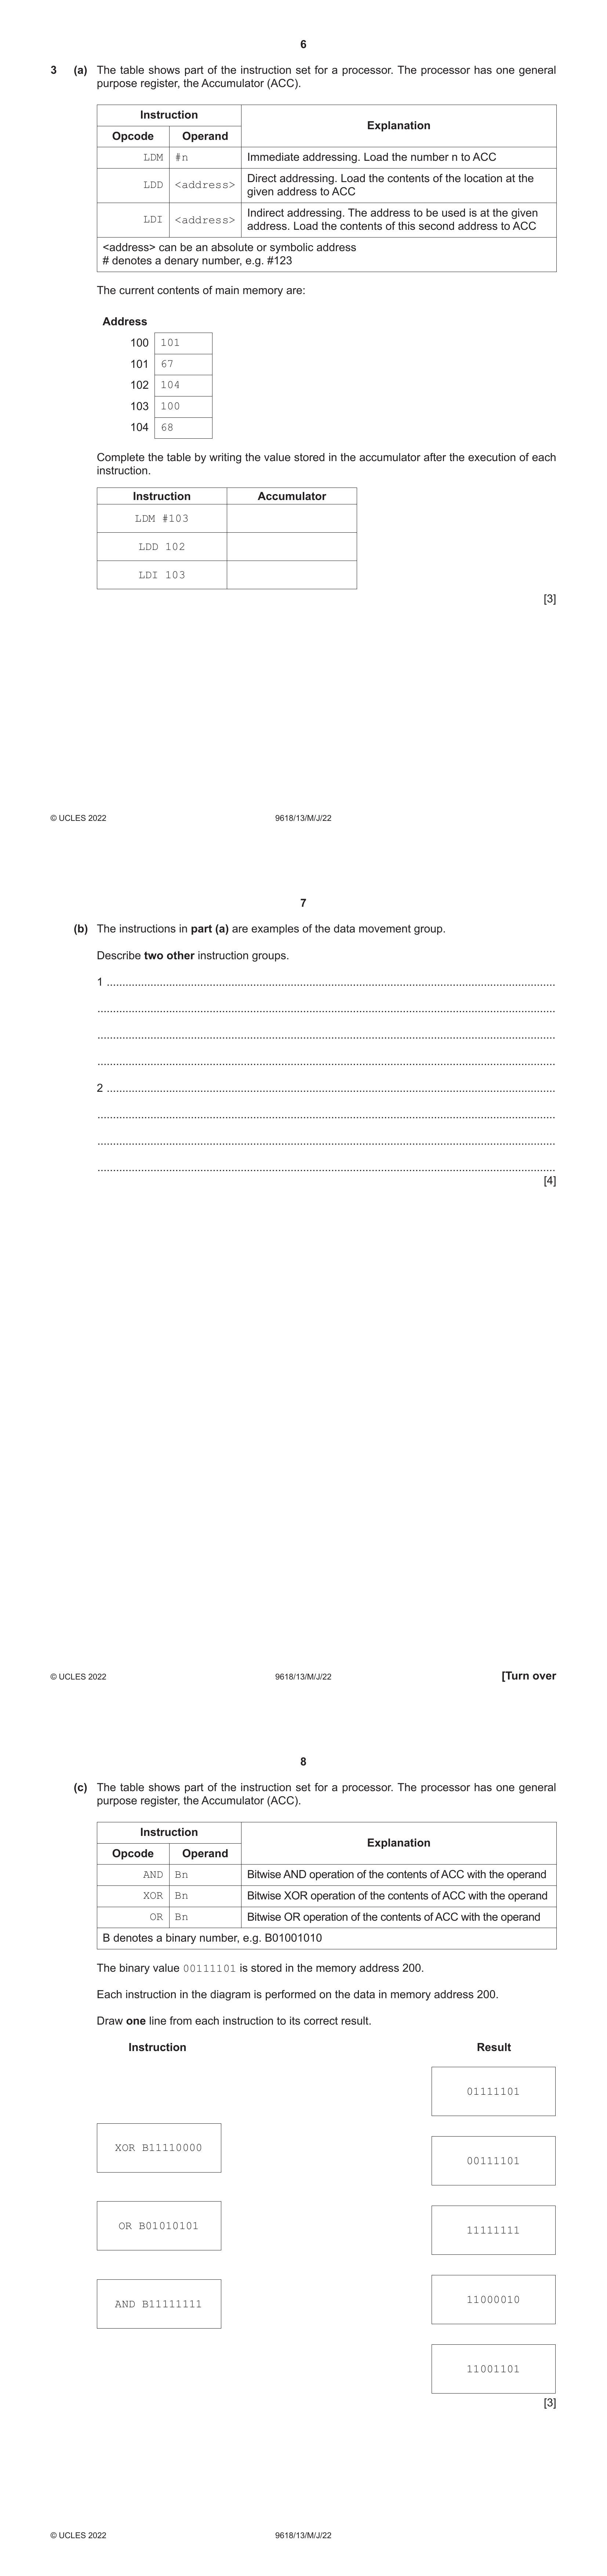 6
3 (a) The table shows part of the instruction set for a processor. The processor has one general
purpose register, the Accumulator (ACC).
Instruction Explanation
Opcode Operand
LDM #n Immediate addressing. Load the number n to ACC
LDD <address> Direct addressing. Load the contents of the location at the
given address to ACC
LDI <address> Indirect addressing. The address to be used is at the given
address. Load the contents of this second address to ACC
<address> can be an absolute or symbolic address
# denotes a denary number, e.g. #123
The current contents of main memory are:
Address
100 101
101 67
102 104
103 100
104 68
Complete the table by writing the value stored in the accumulator after the execution of each
instruction.
Instruction Accumulator
LDM #103
LDD 102
LDI 103
[3]
© UCLES 2022 9618/13/M/J/22
7
(b) The instructions in part (a) are examples of the data movement group.
Describe two other instruction groups.
1 ................................................................................................................................................
................................................................................................................................................
................................................................................................................................................
................................................................................................................................................
2 ................................................................................................................................................
................................................................................................................................................
................................................................................................................................................
................................................................................................................................................
[4]
© UCLES 2022 9618/13/M/J/22 [Turn over
8
(c) The table shows part of the instruction set for a processor. The processor has one general
purpose register, the Accumulator (ACC).
Instruction Explanation
Opcode Operand
AND Bn Bitwise AND operation of the contents of ACC with the operand
XOR Bn Bitwise XOR operation of the contents of ACC with the operand
OR Bn Bitwise OR operation of the contents of ACC with the operand
B denotes a binary number, e.g. B01001010
The binary value 00111101 is stored in the memory address 200.
Each instruction in the diagram is performed on the data in memory address 200.
Draw one line from each instruction to its correct result.
Instruction Result
01111101
XOR B11110000
00111101
OR B01010101
11111111
AND B11111111
11000010
11001101
[3]
© UCLES 2022 9618/13/M/J/22